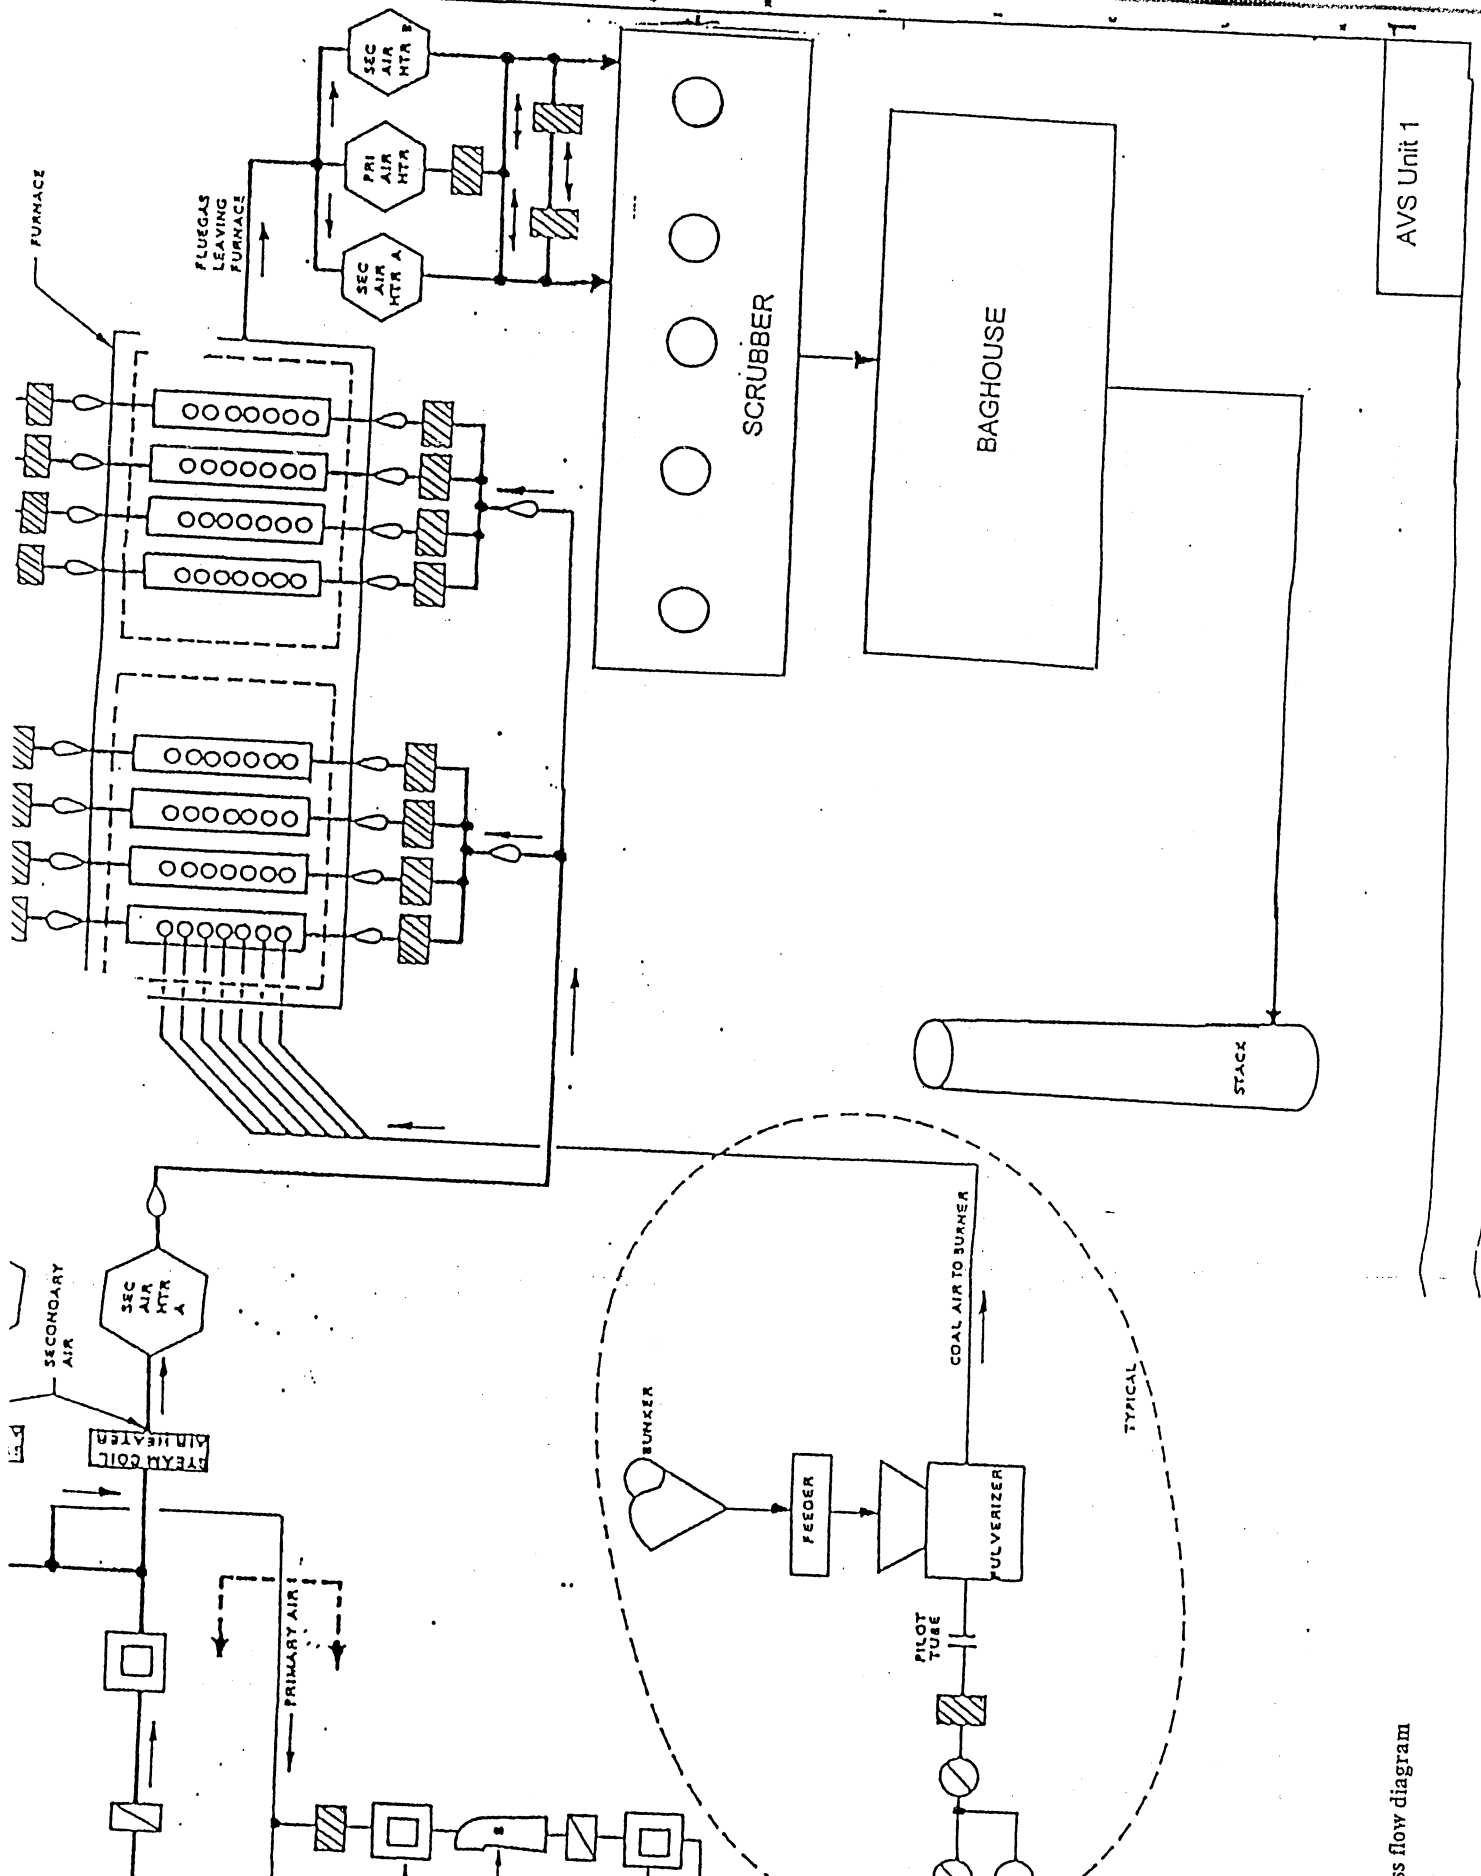 FURNACE
FLUEGAS
LEAVING
FURNACE
SEC
AIR
HTR B
PRI
AIR
HTR
SEC
AIR
HTR A
SCRUBBER
BAGHOUSE
AVS Unit 1
STACK
SECONDARY
AIR
SEC
AIR
HTR
A
STEAM COIL
AIR HEATER
PRIMARY AIR
COAL AIR TO BURNER
TYPICAL
BUNKER
FEEDER
PULVERIZER
PILOT
TUBE
ss flow diagram